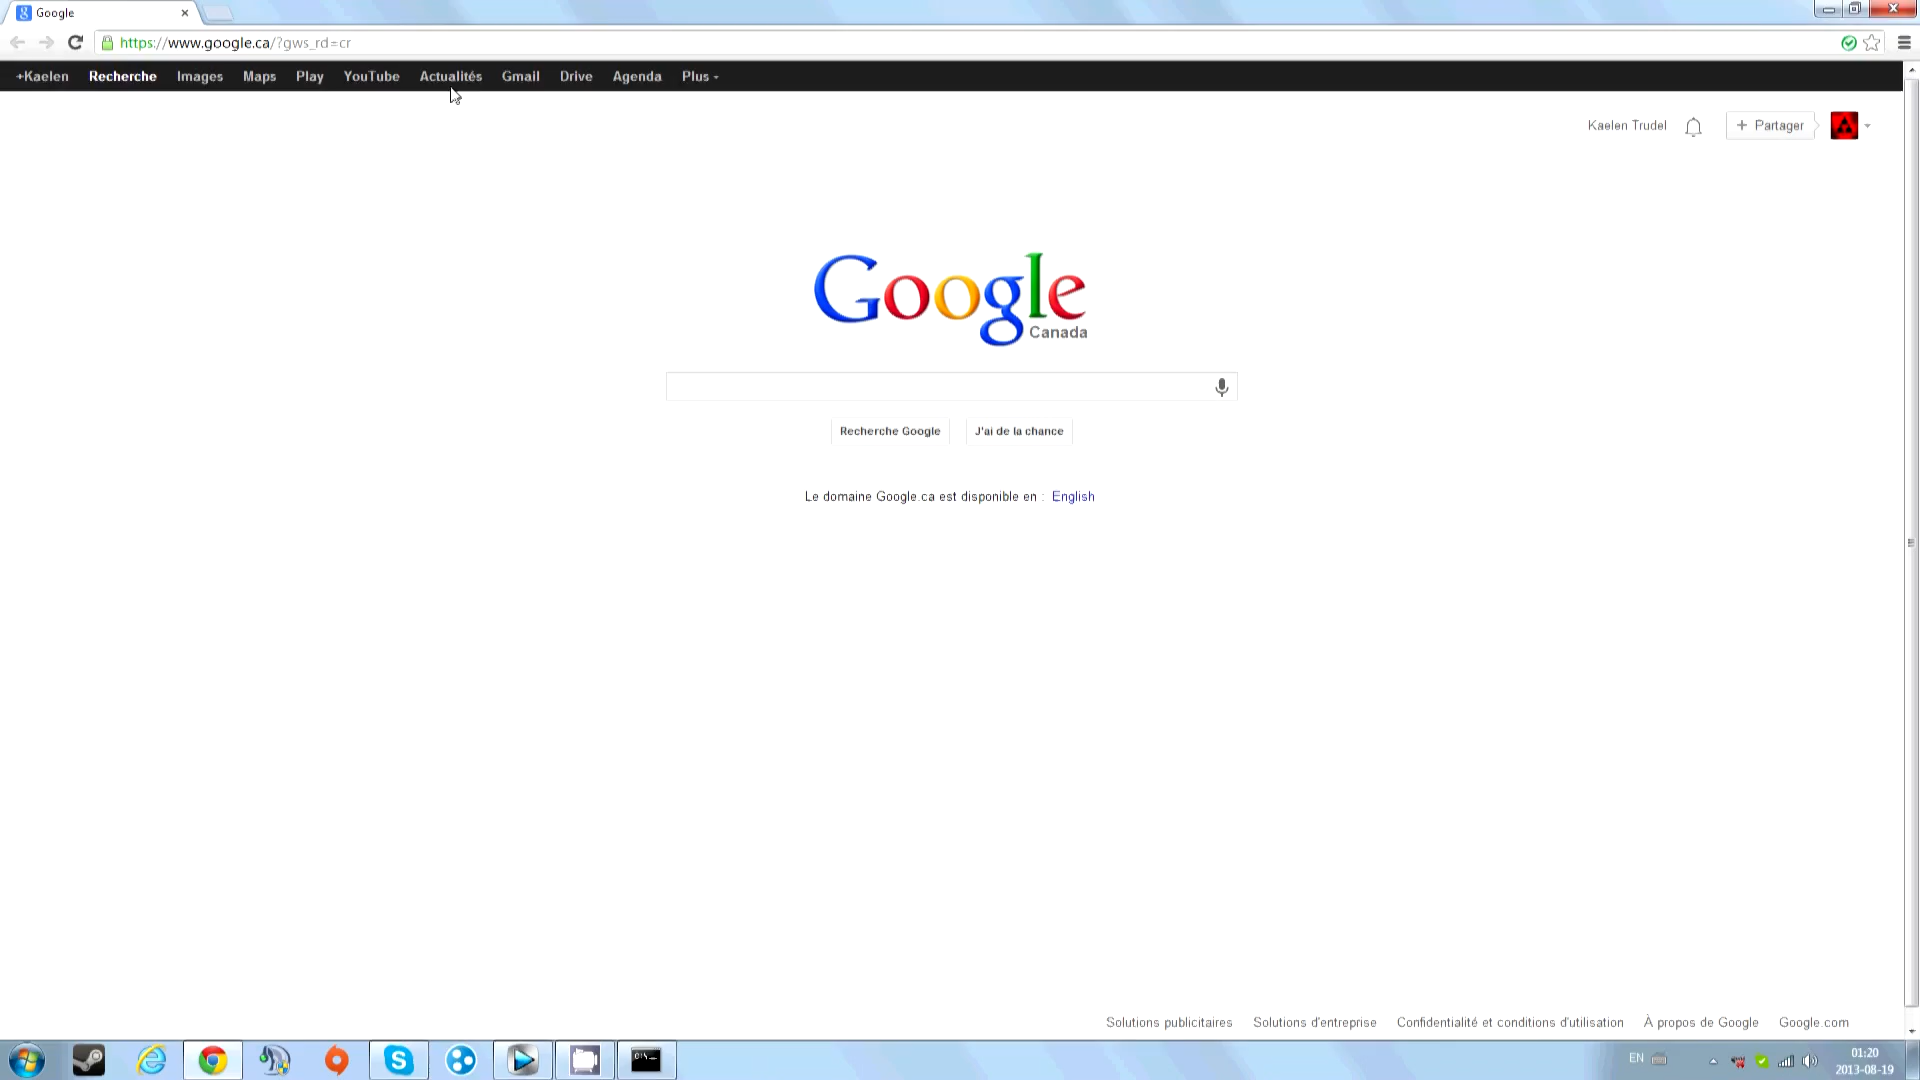 Google
https://www.google.ca/?gws_rd=cr
+Kaelen Recherche Images Maps Play YouTube Actualités Gmail Drive Agenda Plus
Kaelen Trudel + Partager
Google
Canada
Recherche Google J'ai de la chance
Le domaine Google.ca est disponible en : English
Solutions publicitaires Solutions d'entreprise Confidentialité et conditions d'utilisation À propos de Google Google.com
EN 01:20
2013-08-19